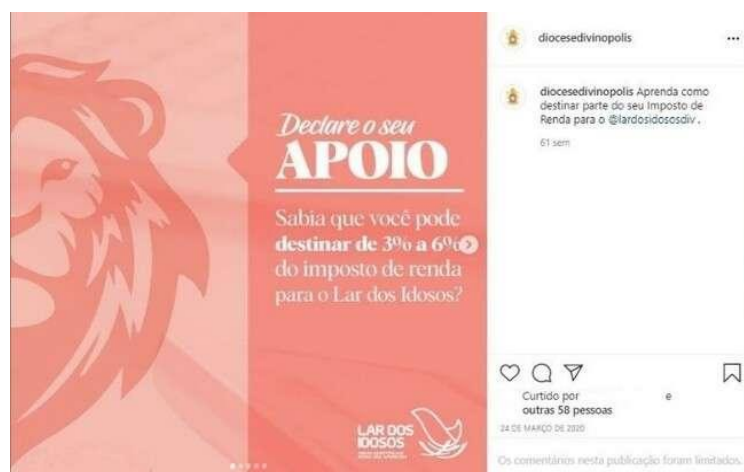 Declare o seu
APOIO
Sabia que você pode
destinar de 3% a 6%
do imposto de renda
para o Lar dos Idosos?
LAR DOS
IDOSOS
diocesedivinopolis
diocesedivinopolis Aprenda como
destinar parte do seu Imposto de
Renda para o @lardosidososdiv.
61 sem
Curtido por e
outras 58 pessoas
24 DE MARÇO DE 2020
Os comentários nesta publicação foram limitados.